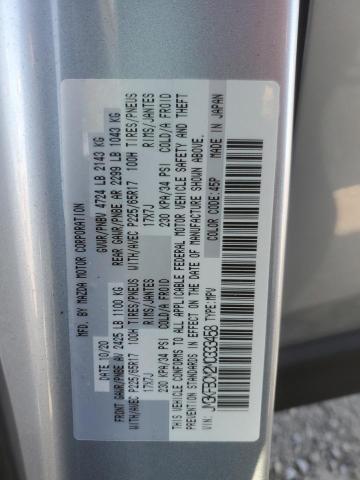 MFD. BY MAZDA MOTOR CORPORATION
DATE: 10/20 GVWR/PNBV 4724 LB 2143 KG
FRONT GAWR/PNBE AV 2425 LB 1100 KG REAR GAWR/PNBE AR 2299 LB 1043 KG
WITH/AVEC P225/65R17 100H TIRES/PNEUS WITH/AVEC P225/65R17 100H TIRES/PNEUS
17X7J RIMS/JANTES 17X7J RIMS/JANTES
230 KPA/34 PSI COLD/A FROID 230 KPA/34 PSI COLD/A FROID
THIS VEHICLE CONFORMS TO ALL APPLICABLE FEDERAL MOTOR VEHICLE SAFETY AND THEFT
PREVENTION STANDARDS IN EFFECT ON THE DATE OF MANUFACTURE SHOWN ABOVE.
VIN: TYPE: MPV COLOR CODE: 45P MADE IN JAPAN